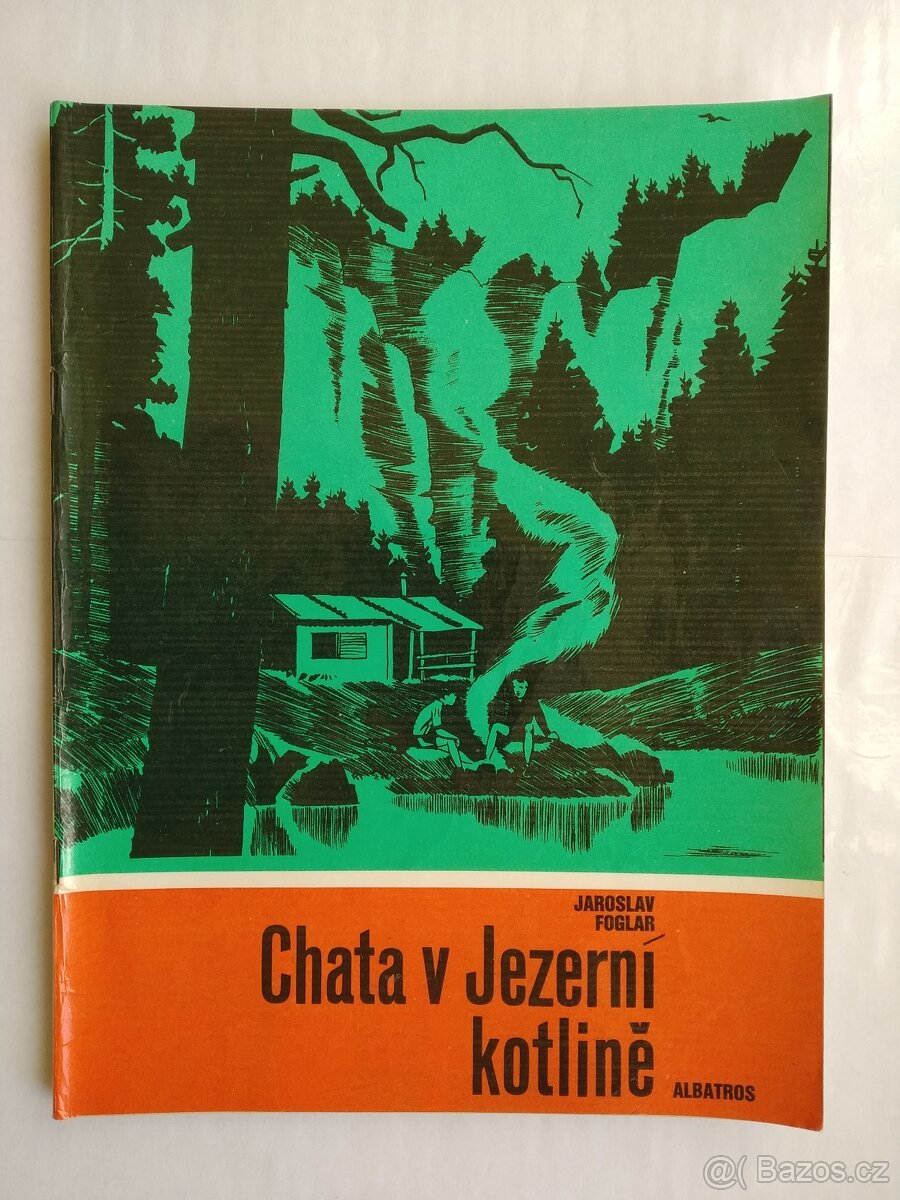 JAROSLAV
FOGLAR
Chata v Jezerní
kotlině
ALBATROS
@( Bazos.cz